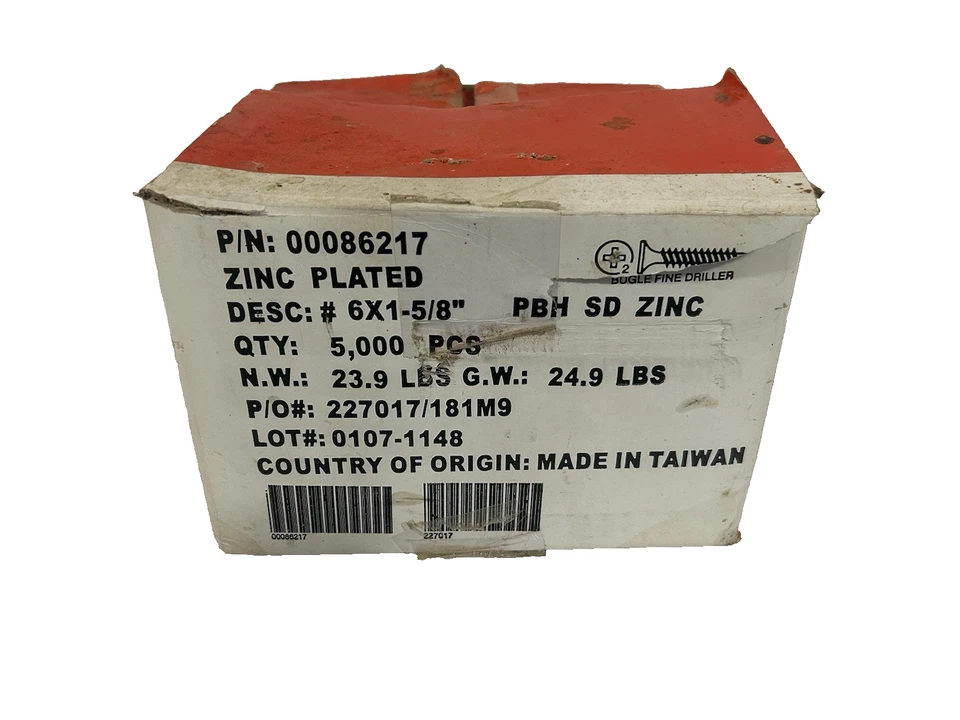 P/N: 00086217
ZINC PLATED
DESC: # 6X1-5/8" PBH SD ZINC
2
BUGLE FINE DRILLER
QTY: 5,000 PCS
N.W.: 23.9 LBS G.W.: 24.9 LBS
P/O#: 227017/181M9
LOT#: 0107-1148
COUNTRY OF ORIGIN: MADE IN TAIWAN
00086217 227017